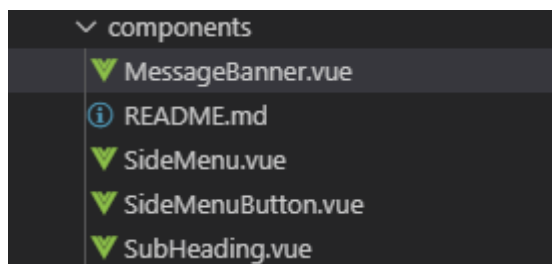 components
MessageBanner.vue
README.md
SideMenu.vue
SideMenuButton.vue
SubHeading.vue